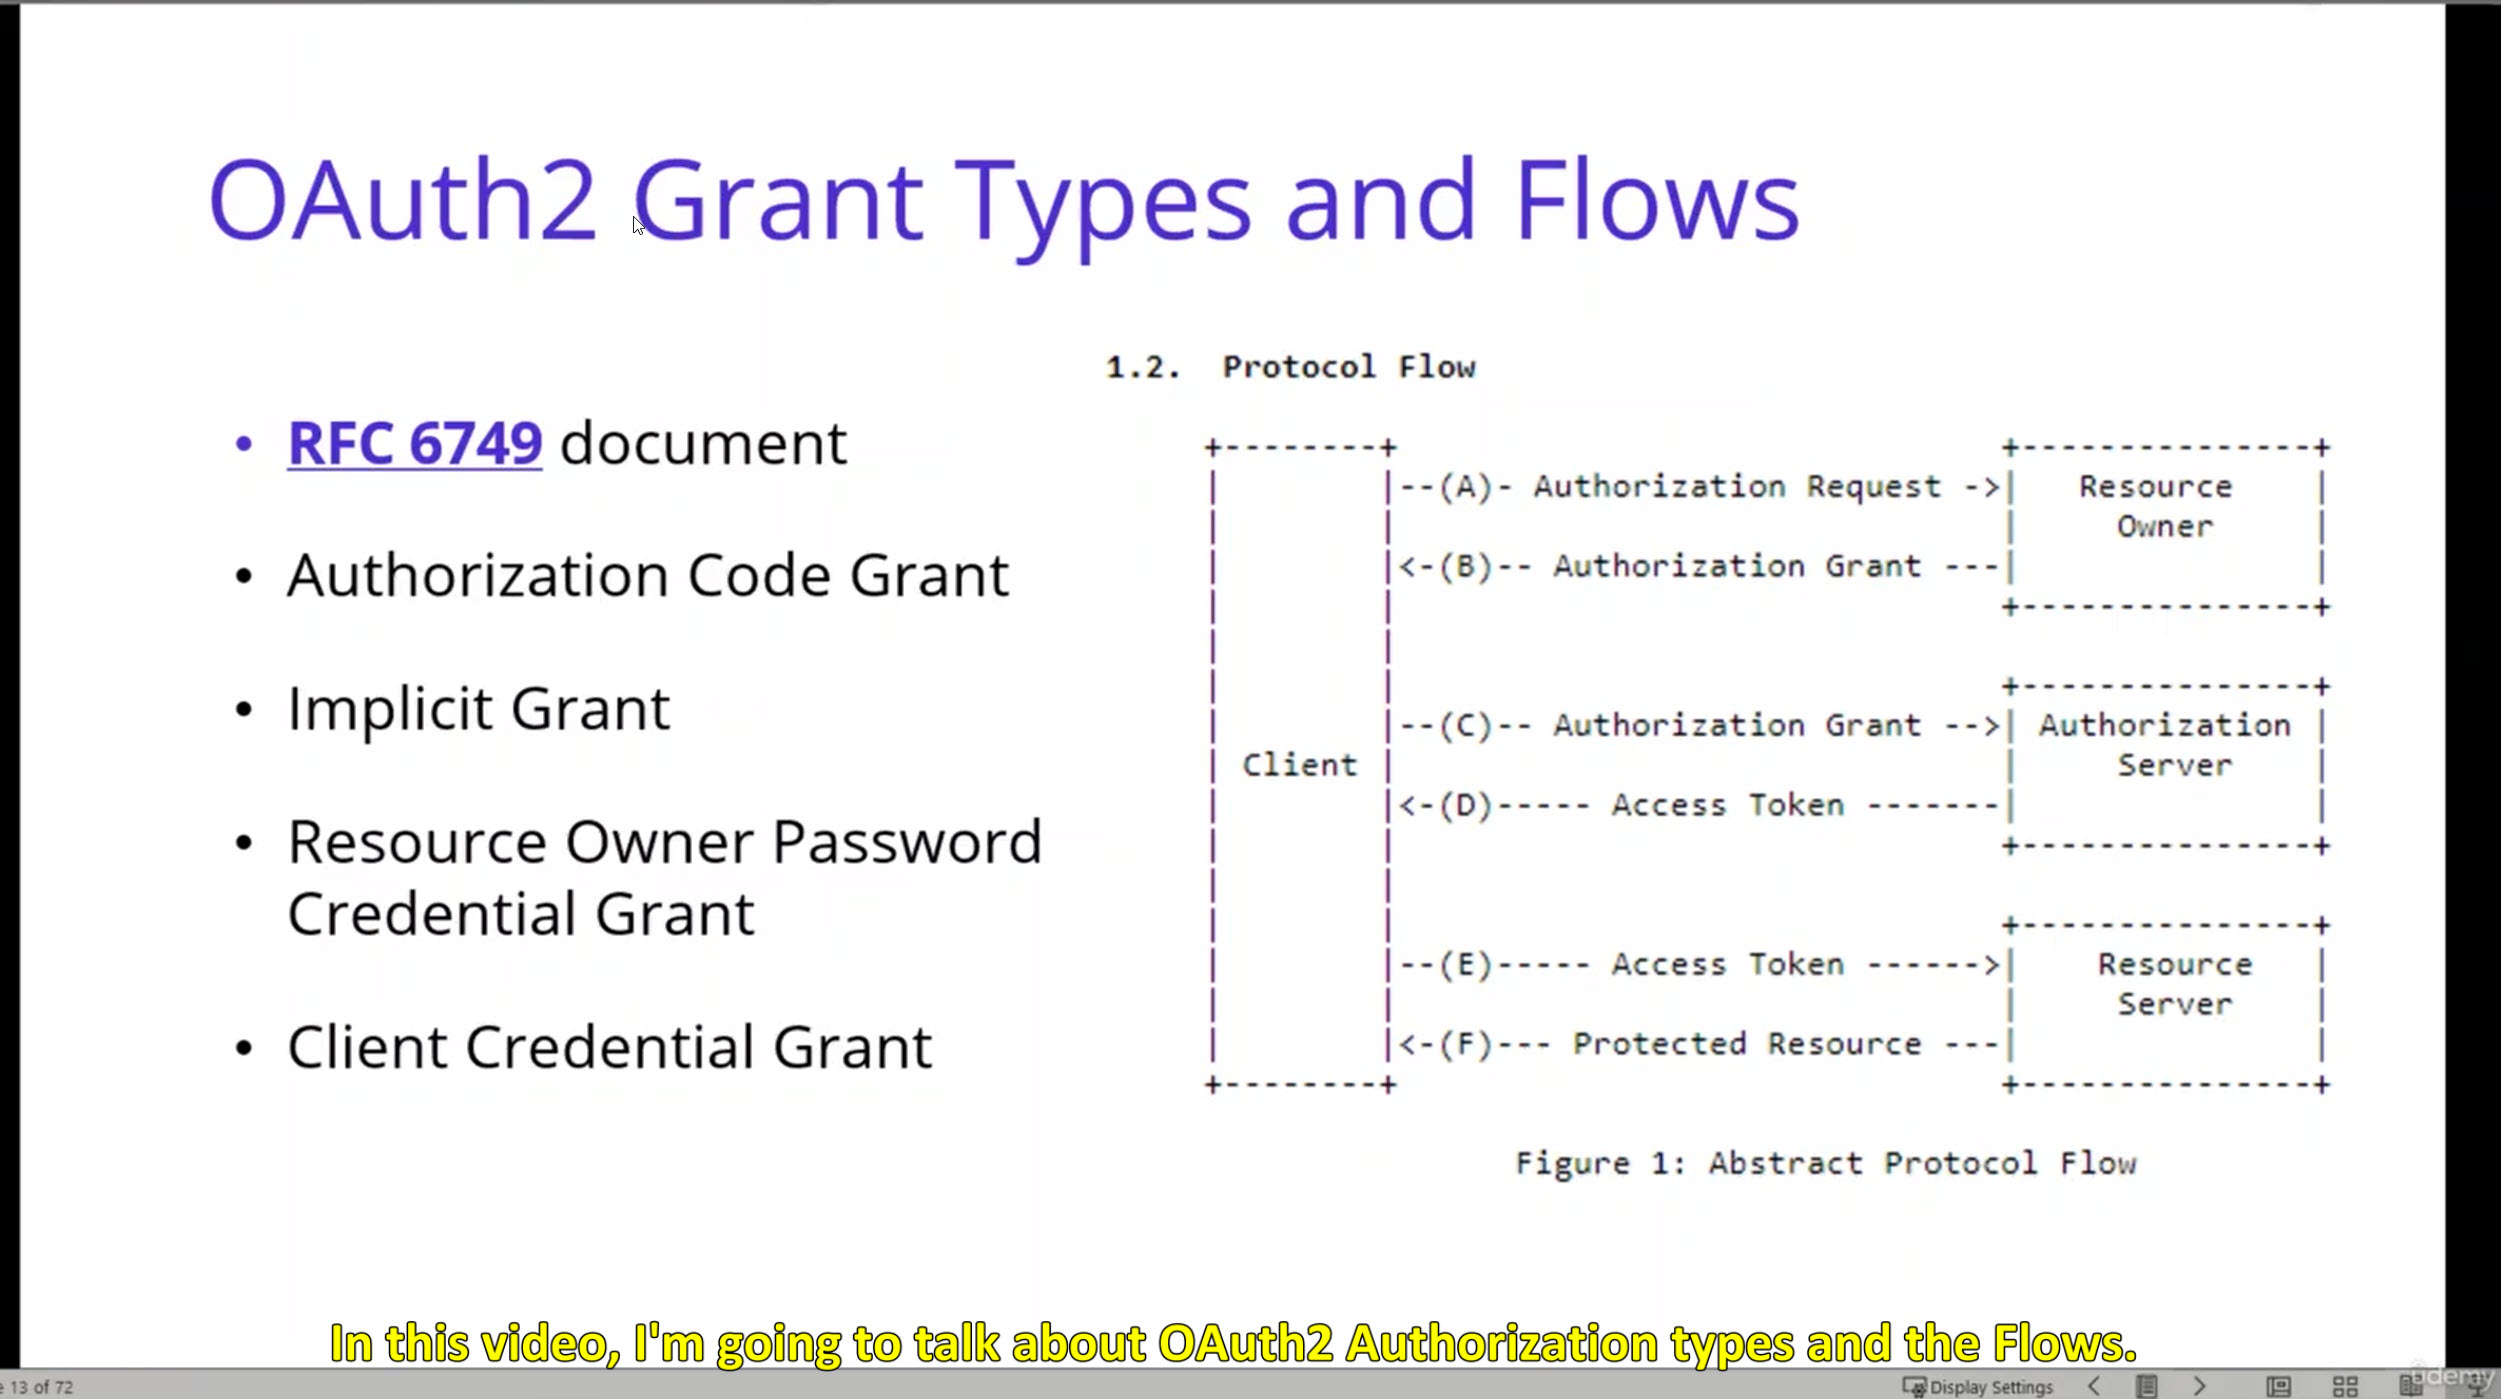 OAuth2 Grant Types and Flows
• RFC 6749 document
• Authorization Code Grant
• Implicit Grant
• Resource Owner Password
Credential Grant
• Client Credential Grant
1.2.  Protocol Flow
+--------+                               +---------------+
|        |--(A)- Authorization Request ->|   Resource    |
|        |                               |     Owner     |
|        |<-(B)-- Authorization Grant ---|               |
|        |                               +---------------+
|        |
|        |                               +---------------+
|        |--(C)-- Authorization Grant -->| Authorization |
| Client |                               |     Server    |
|        |<-(D)----- Access Token -------|               |
|        |                               +---------------+
|        |
|        |                               +---------------+
|        |--(E)----- Access Token ------>|    Resource   |
|        |                               |     Server    |
|        |<-(F)--- Protected Resource ---|               |
+--------+                               +---------------+
Figure 1: Abstract Protocol Flow
In this video, I'm going to talk about OAuth2 Authorization types and the Flows.
e 13 of 72
Display Settings
ûdemy